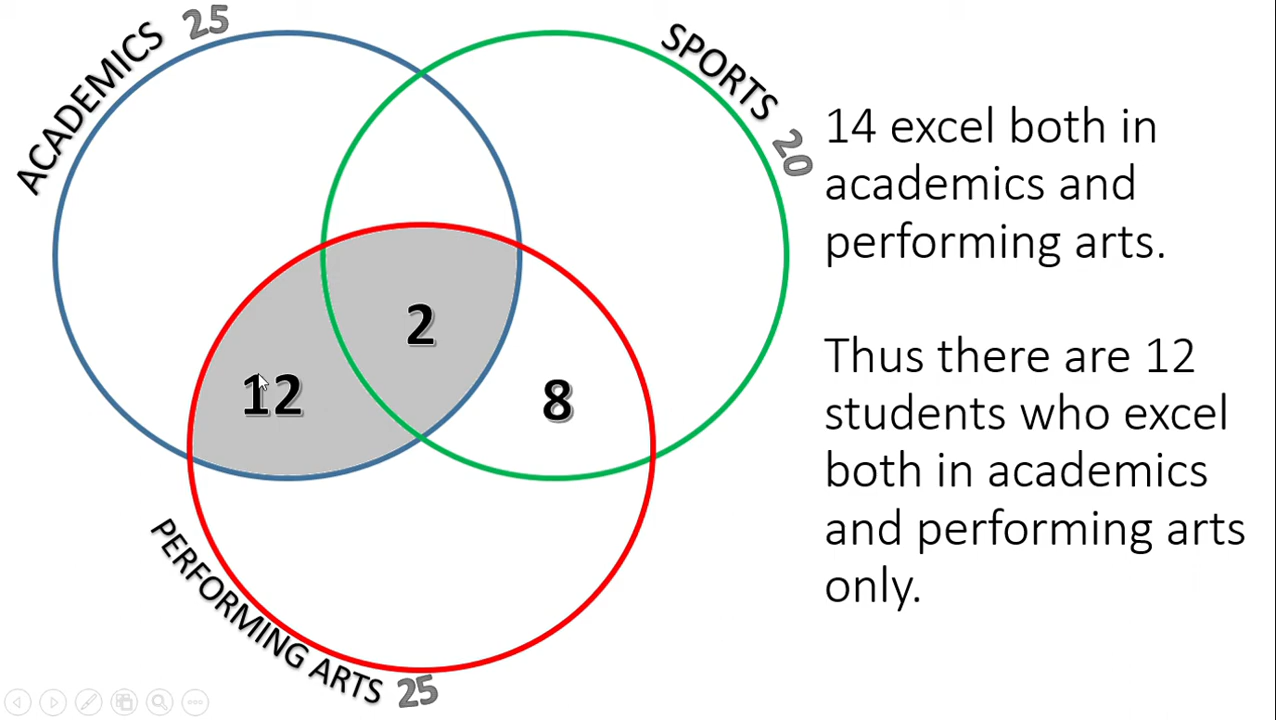 ACADEMICS 25
SPORTS 20
14 excel both in
academics and
performing arts.
2
12
8
Thus there are 12
students who excel
both in academics
and performing arts
only.
PERFORMING ARTS 25